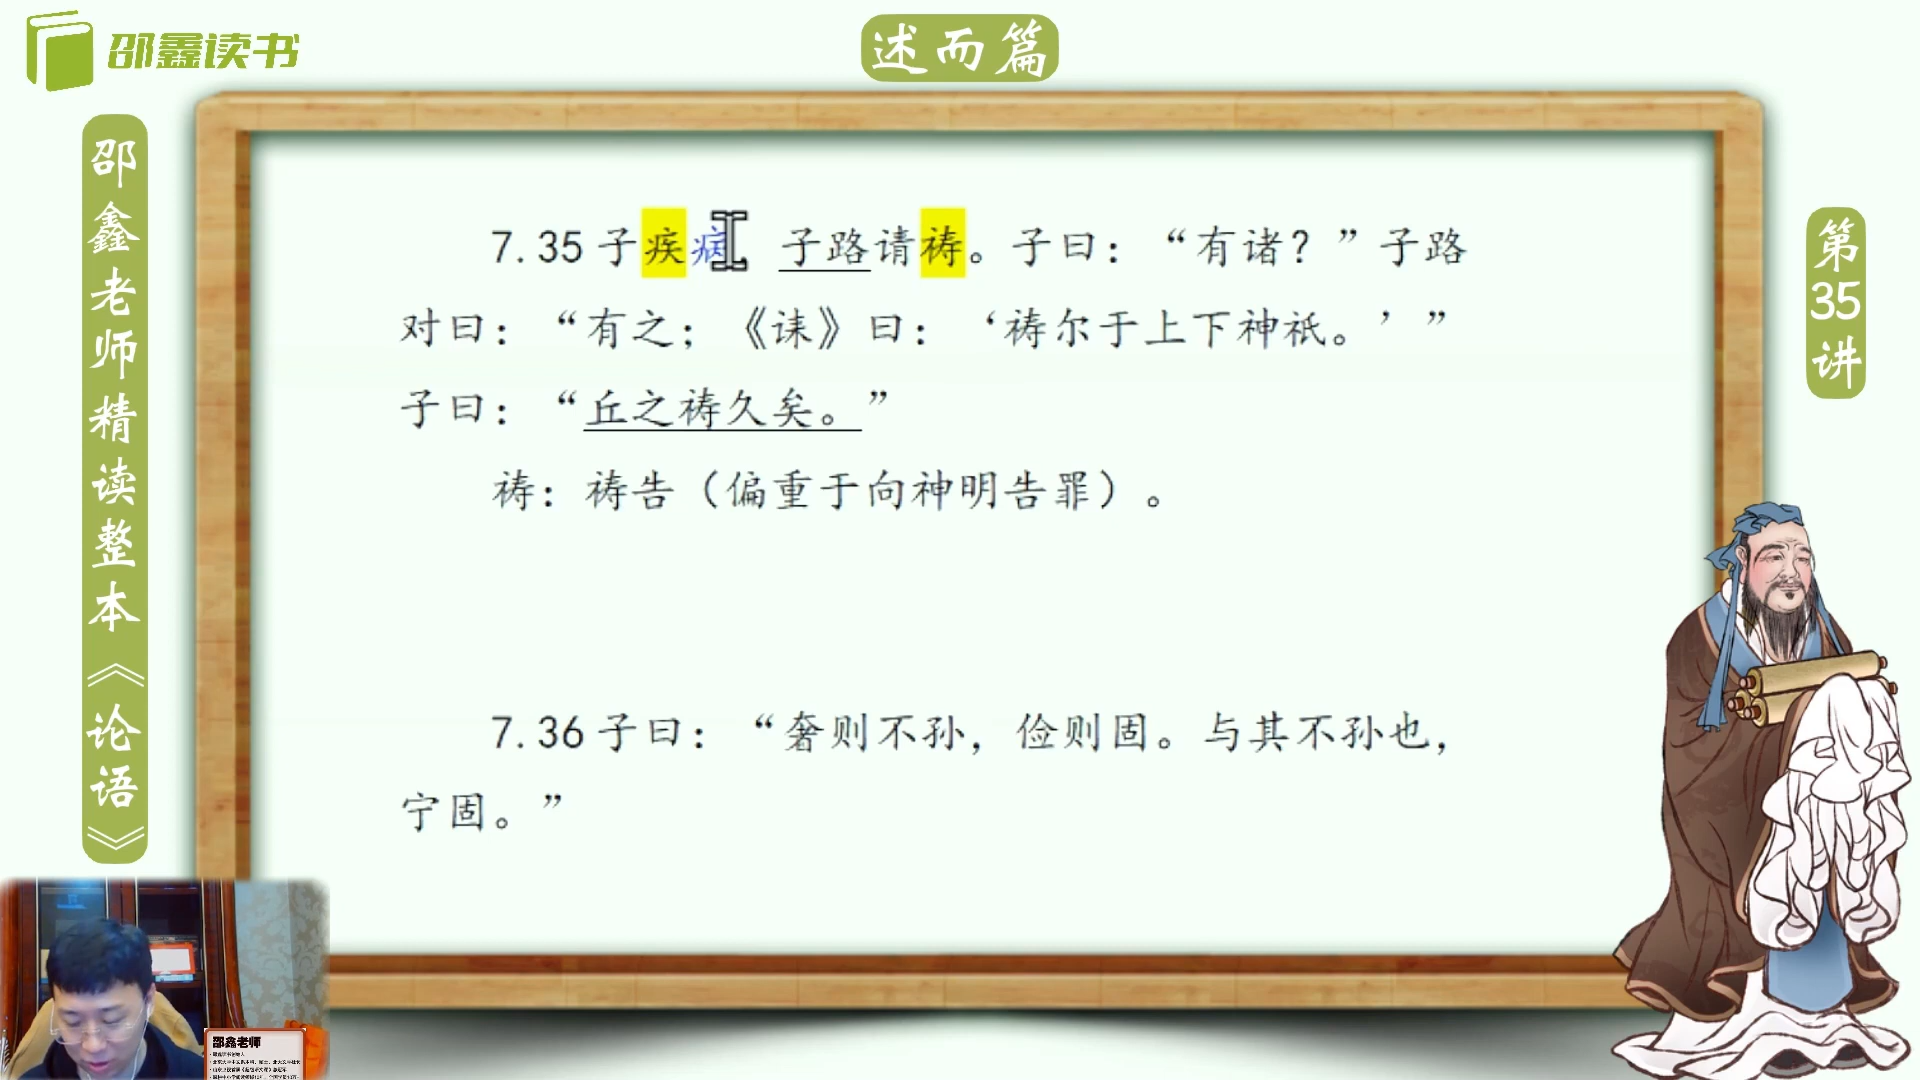 邵鑫读书
述而篇
邵鑫老师精读整本《论语》
第35讲
7.35 子疾病，子路请祷。子曰：“有诸？”子路
对曰：“有之；《诔》曰：‘祷尔于上下神祇。’”
子曰：“丘之祷久矣。”
祷：祷告（偏重于向神明告罪）。
7.36 子曰：“奢则不孙，俭则固。与其不孙也，
宁固。”
邵鑫老师